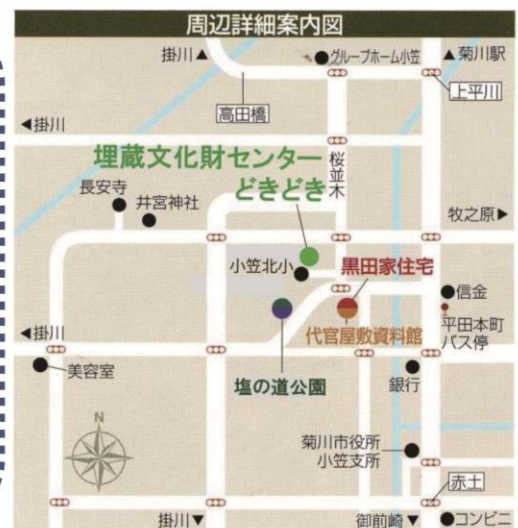 周辺詳細案内図
掛川▲
グループホーム小笠
▲菊川駅
高田橋
上平川
◀掛川
埋蔵文化財センター
どきどき
桜並木
長安寺
井宮神社
牧之原▶
小笠北小
黒田家住宅
信金
代官屋敷資料館
平田本町
バス停
◀掛川
美容室
塩の道公園
銀行
N
菊川市役所
小笠支所
赤土
掛川▼
御前崎▼
コンビニ